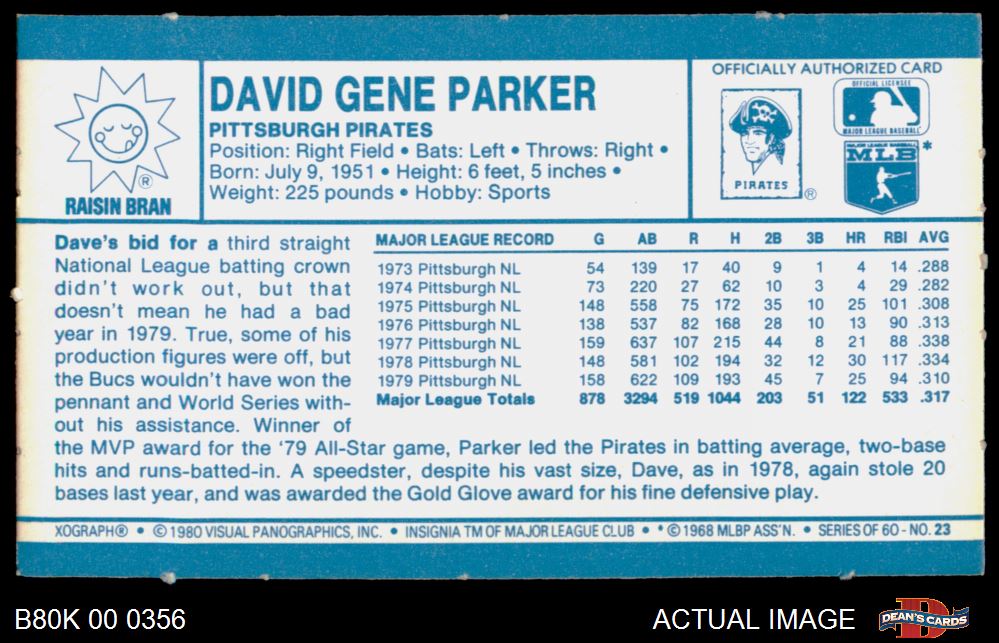 RAISIN BRAN
®
DAVID GENE PARKER
PITTSBURGH PIRATES
Position: Right Field • Bats: Left • Throws: Right •
Born: July 9, 1951 • Height: 6 feet, 5 inches •
Weight: 225 pounds • Hobby: Sports
OFFICIALLY AUTHORIZED CARD
PIRATES
®
OFFICIAL LICENSEE
MAJOR LEAGUE BASEBALL
MAJOR LEAGUE BASEBALL
MLB *
Dave's bid for a third straight
National League batting crown
didn't work out, but that
doesn't mean he had a bad
year in 1979. True, some of his
production figures were off, but
the Bucs wouldn't have won the
pennant and World Series with-
out his assistance. Winner of
the MVP award for the '79 All-Star game, Parker led the Pirates in batting average, two-base
hits and runs-batted-in. A speedster, despite his vast size, Dave, as in 1978, again stole 20
bases last year, and was awarded the Gold Glove award for his fine defensive play.
MAJOR LEAGUE RECORD G AB R H 2B 3B HR RBI AVG
1973 Pittsburgh NL 54 139 17 40 9 1 4 14 .288
1974 Pittsburgh NL 73 220 27 62 10 3 4 29 .282
1975 Pittsburgh NL 148 558 75 172 35 10 25 101 .308
1976 Pittsburgh NL 138 537 82 168 28 10 13 90 .313
1977 Pittsburgh NL 159 637 107 215 44 8 21 88 .338
1978 Pittsburgh NL 148 581 102 194 32 12 30 117 .334
1979 Pittsburgh NL 158 622 109 193 45 7 25 94 .310
Major League Totals 878 3294 519 1044 203 51 122 533 .317
XOGRAPH® • © 1980 VISUAL PANOGRAPHICS, INC. • INSIGNIA TM OF MAJOR LEAGUE CLUB • * © 1968 MLBP ASS'N. • SERIES OF 60 - NO. 23
B80K 00 0356
ACTUAL IMAGE
DEAN'S CARDS